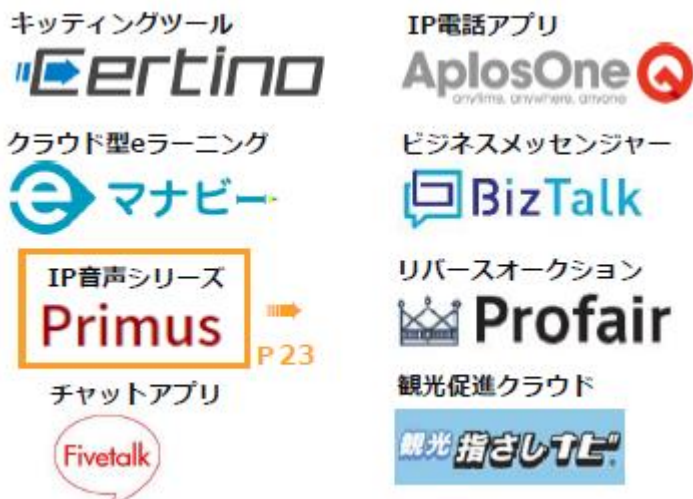 キッティングツール
Certino
IP電話アプリ
AplosOne
anytime, anywhere, anyone
クラウド型eラーニング
e マナビー
ビジネスメッセンジャー
BizTalk
IP音声シリーズ
Primus
P23
リバースオークション
Profair
チャットアプリ
Fivetalk
観光促進クラウド
観光 指さしナビ